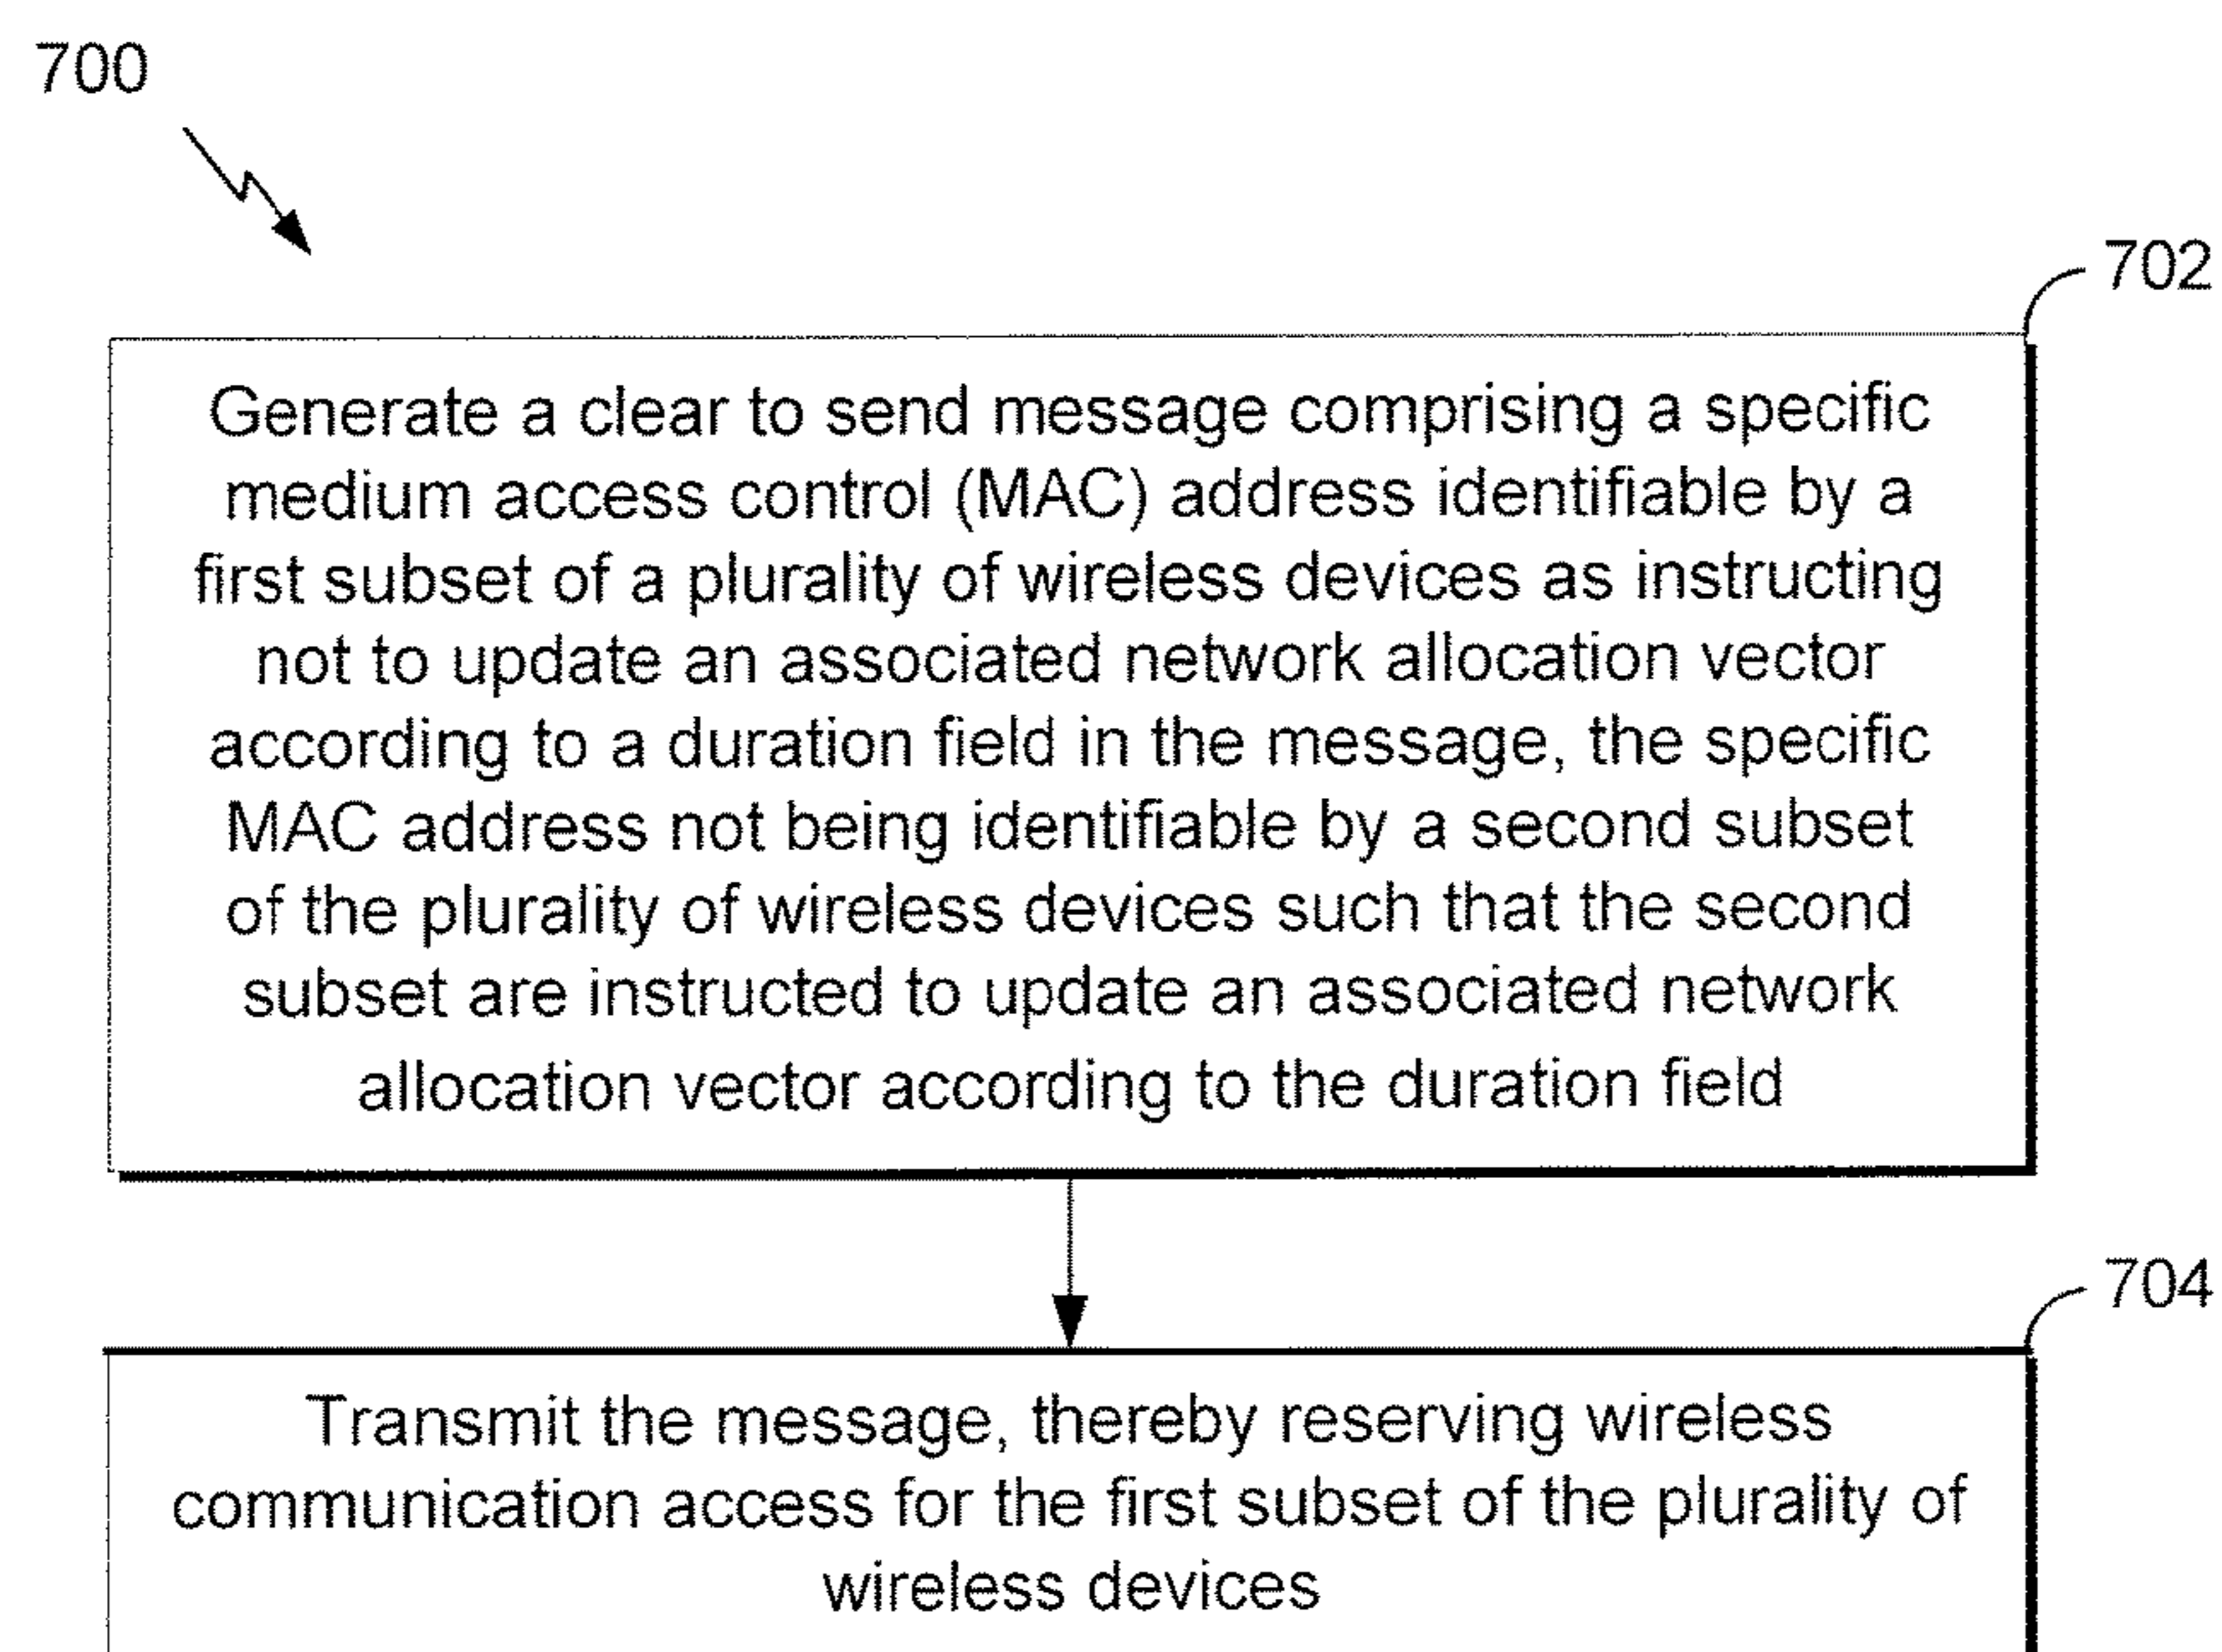 700
702
Generate a clear to send message comprising a specific
medium access control (MAC) address identifiable by a
first subset of a plurality of wireless devices as instructing
not to update an associated network allocation vector
according to a duration field in the message, the specific
MAC address not being identifiable by a second subset
of the plurality of wireless devices such that the second
subset are instructed to update an associated network
allocation vector according to the duration field
704
Transmit the message, thereby reserving wireless
communication access for the first subset of the plurality of
wireless devices